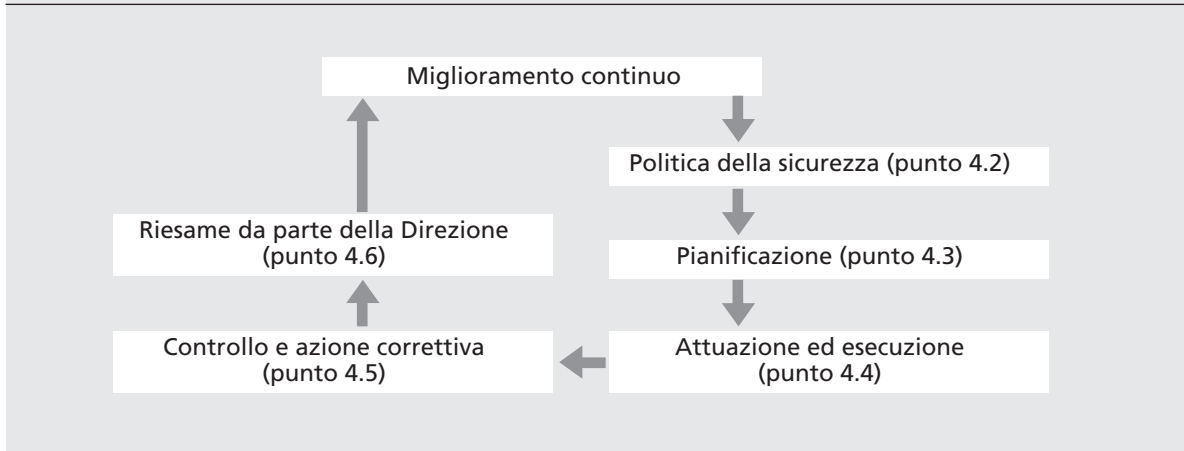 Miglioramento continuo
Politica della sicurezza (punto 4.2)
Riesame da parte della Direzione
(punto 4.6)
Pianificazione (punto 4.3)
Controllo e azione correttiva
(punto 4.5)
Attuazione ed esecuzione
(punto 4.4)